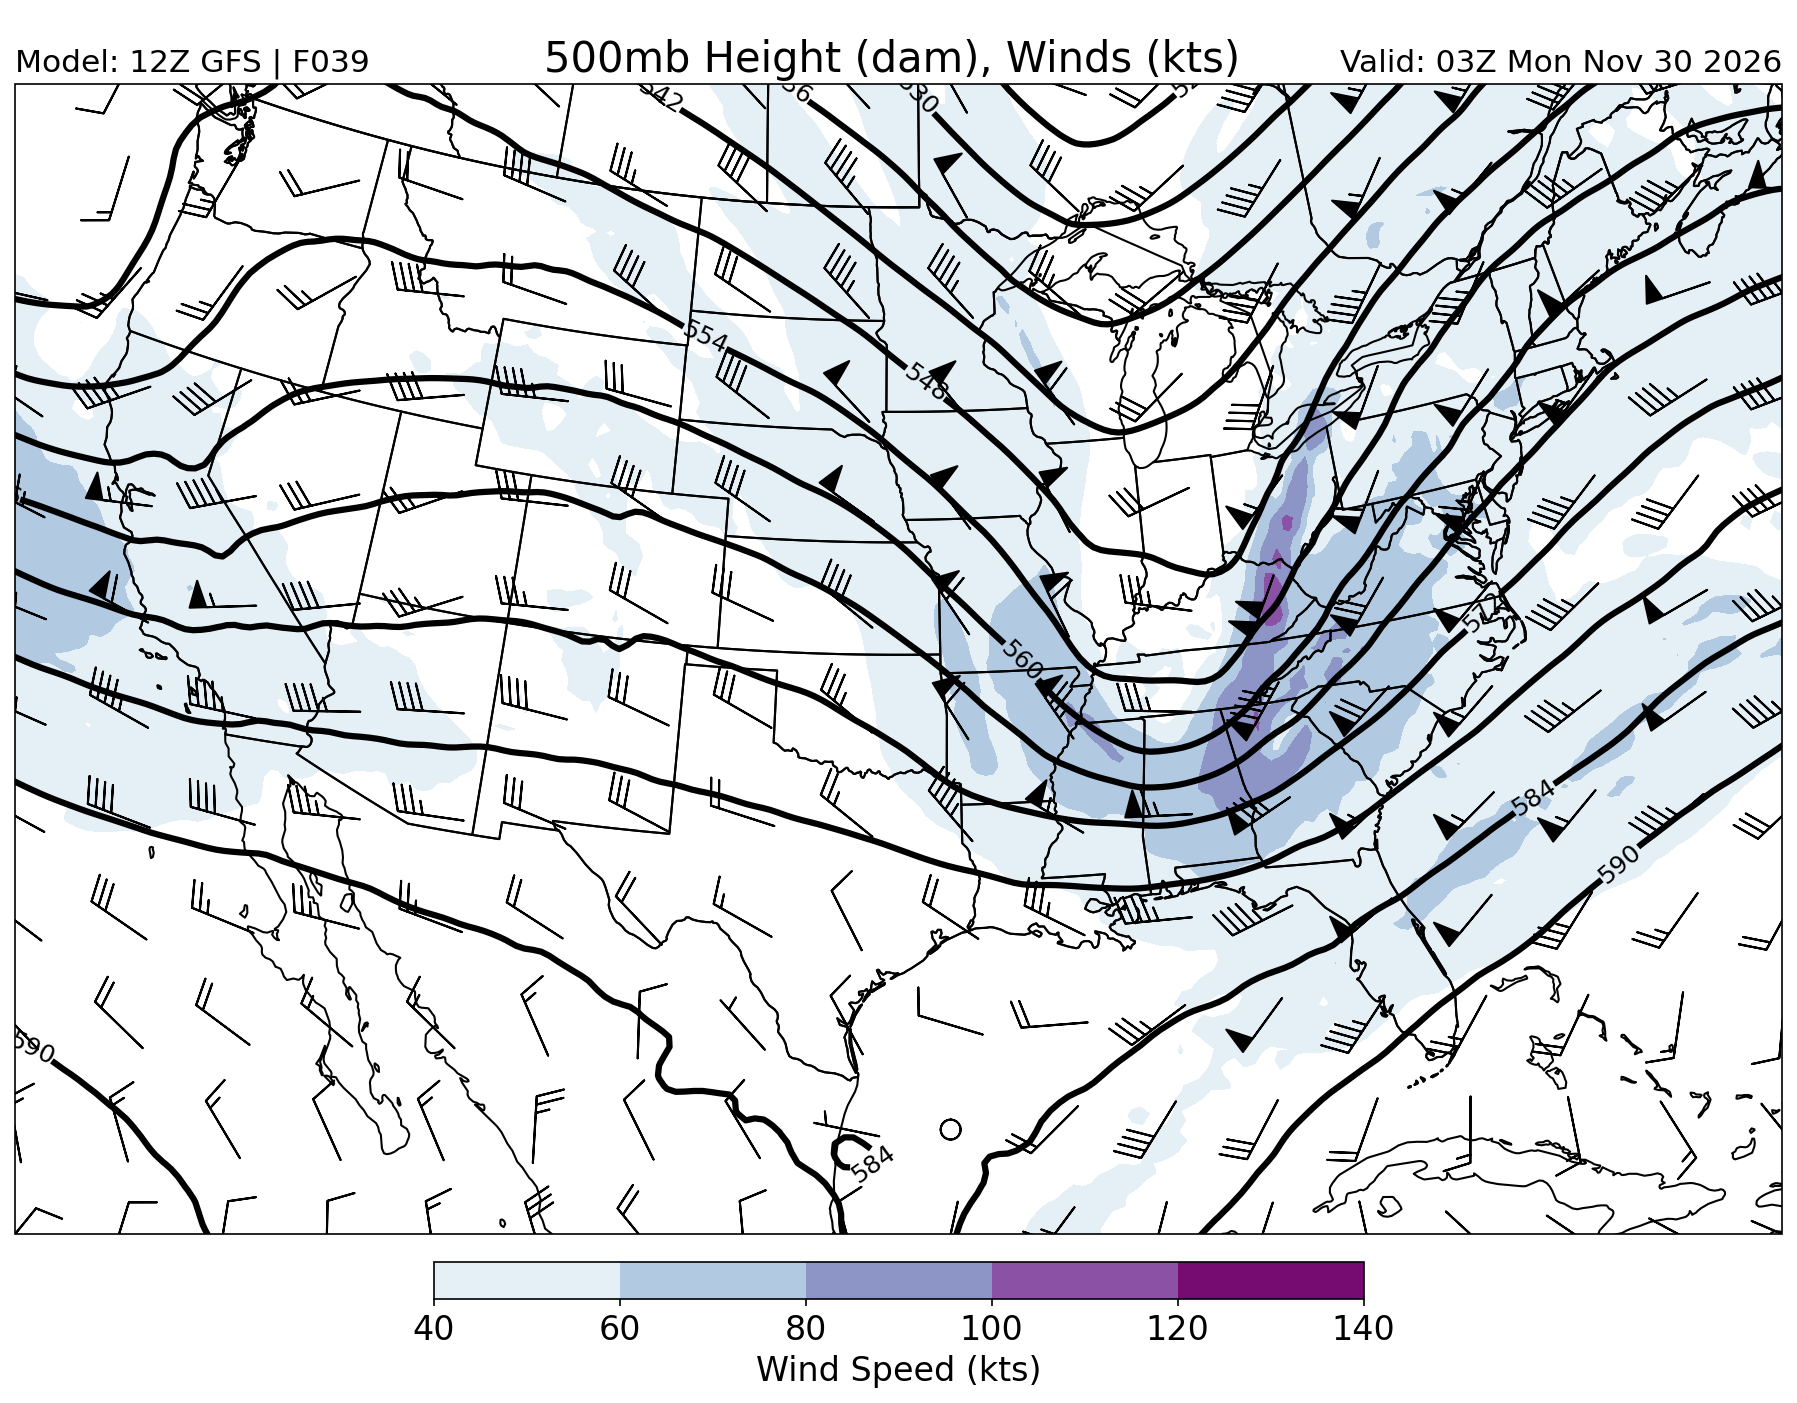 Model: 12Z GFS | F039
500mb Height (dam), Winds (kts)
Valid: 03Z Mon Nov 30 2026
542
530
554
548
560
584
590
590
584
40 60 80 100 120 140
Wind Speed (kts)